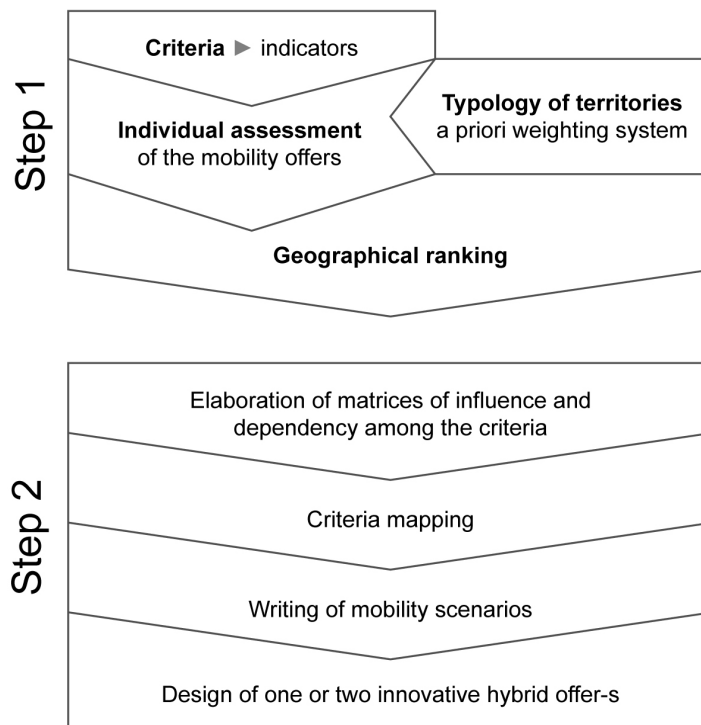 Step 1
Criteria ► indicators
Individual assessment
of the mobility offers
Typology of territories
a priori weighting system
Geographical ranking
Step 2
Elaboration of matrices of influence and
dependency among the criteria
Criteria mapping
Writing of mobility scenarios
Design of one or two innovative hybrid offer-s